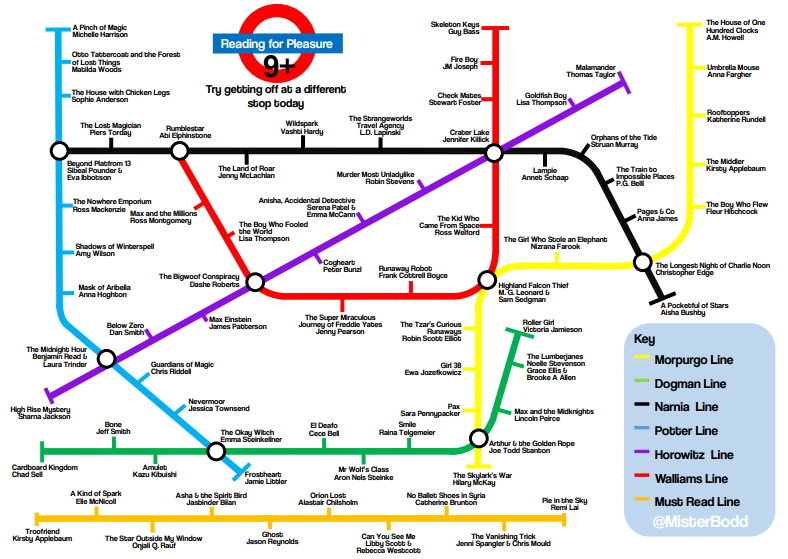 A Pinch of Magic
Michelle Harrison
Otto Tattercoat and the Forest
of Lost Things
Matilda Woods
The House with Chicken Legs
Sophie Anderson
Reading for Pleasure
9+
Try getting off at a different
stop today
Skeleton Keys
Guy Bass
Fire Boy
JM Joseph
Check Mates
Stewart Foster
Crater Lake
Jennifer Killick
Malamander
Thomas Taylor
Goldfish Boy
Lisa Thompson
The House of One
Hundred Clocks
A.M. Howell
Umbrella Mouse
Anna Fargher
Rooftoppers
Katherine Rundell
The Middler
Kirsty Applebaum
The Boy Who Flew
Fleur Hitchcock
The Lost Magician
Piers Torday
Rumblestar
Abi Elphinstone
Wildspark
Vashti Hardy
The Strangeworlds
Travel Agency
L.D. Lapinski
The Land of Roar
Jenny McLachlan
Lampie
Annet Schaap
Orphans of the Tide
Struan Murray
The Train to
Impossible Places
P.G. Bell
Pages & Co
Anna James
The Longest Night of Charlie Noon
Christopher Edge
A Pocketful of Stars
Aisha Bushby
Beyond Platfrom 13
Sibeal Pounder &
Eva Ibbotson
The Nowhere Emporium
Ross Mackenzie
Shadows of Winterspell
Amy Wilson
Mask of Aribella
Anna Hoghton
Max and the Millions
Ross Montgomery
The Boy Who Fooled
the World
Lisa Thompson
Murder Most Unladylike
Robin Stevens
Anisha, Accidental Detective
Serena Patel &
Emma McCann
Cogheart
Peter Bunzl
The Kid Who
Came From Space
Ross Welford
The Girl Who Stole an Elephant
Nizrana Farook
The Bigwoof Conspiracy
Dashe Roberts
Runaway Robot
Frank Cottrell Boyce
Highland Falcon Thief
M. G. Leonard &
Sam Sedgman
The Super Miraculous
Journey of Freddie Yates
Jenny Pearson
Max Einstein
James Patterson
Below Zero
Dan Smith
The Midnight Hour
Benjamin Read &
Laura Trinder
High Rise Mystery
Sharna Jackson
Guardians of Magic
Chris Riddell
Nevermoor
Jessica Townsend
The Okay Witch
Emma Steinkellner
Frostheart
Jamie Littler
The Tzar's Curious
Runaways
Robin Scott Elliot
Girl 38
Ewa Jozefkowicz
Pax
Sara Pennypacker
Roller Girl
Victoria Jamieson
The Lumberjanes
Noelle Stevenson
Grace Ellis &
Brooke A Allen
Max and the Midknights
Lincoln Peirce
Arthur & the Golden Rope
Joe Todd Stanton
The Skylark's War
Hilary McKay
Bone
Jeff Smith
El Deafo
Cece Bell
Smile
Raina Telgemeier
Cardboard Kingdom
Chad Sell
Amulet
Kazu Kibuishi
Mr Wolf's Class
Aron Nels Steinke
A Kind of Spark
Elle McNicoll
Asha & the Spirit Bird
Jasbinder Bilan
Orion Lost
Alastair Chilsholm
No Ballet Shoes in Syria
Catherine Brunton
Pie in the Sky
Remi Lai
Troofriend
Kirsty Applebaum
The Star Outside My Window
Onjali Q. Rauf
Ghost
Jason Reynolds
Can You See Me
Libby Scott &
Rebecca Westcott
The Vanishing Trick
Jenni Spangler & Chris Mould
Key
Morpurgo Line
Dogman Line
Narnia Line
Potter Line
Horowitz Line
Walliams Line
Must Read Line
@MisterBodd